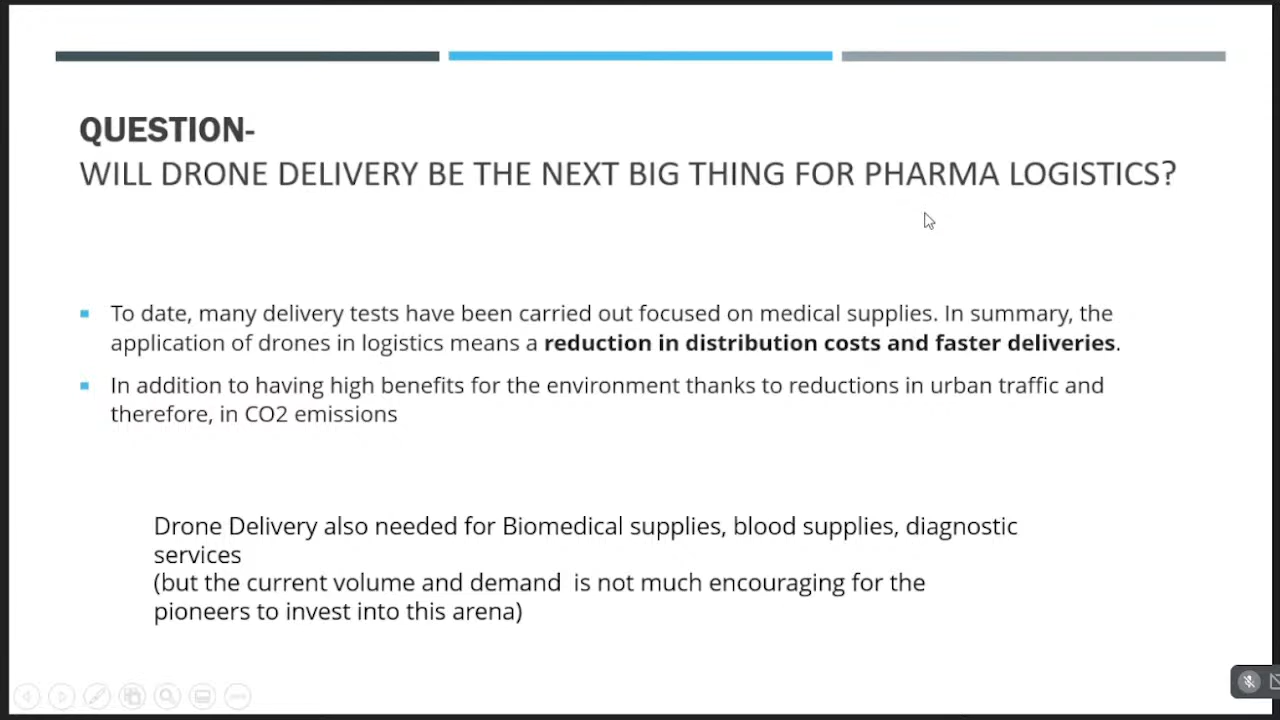 QUESTION-
WILL DRONE DELIVERY BE THE NEXT BIG THING FOR PHARMA LOGISTICS?
To date, many delivery tests have been carried out focused on medical supplies. In summary, the
application of drones in logistics means a reduction in distribution costs and faster deliveries.
In addition to having high benefits for the environment thanks to reductions in urban traffic and
therefore, in CO2 emissions
Drone Delivery also needed for Biomedical supplies, blood supplies, diagnostic
services
(but the current volume and demand  is not much encouraging for the
pioneers to invest into this arena)